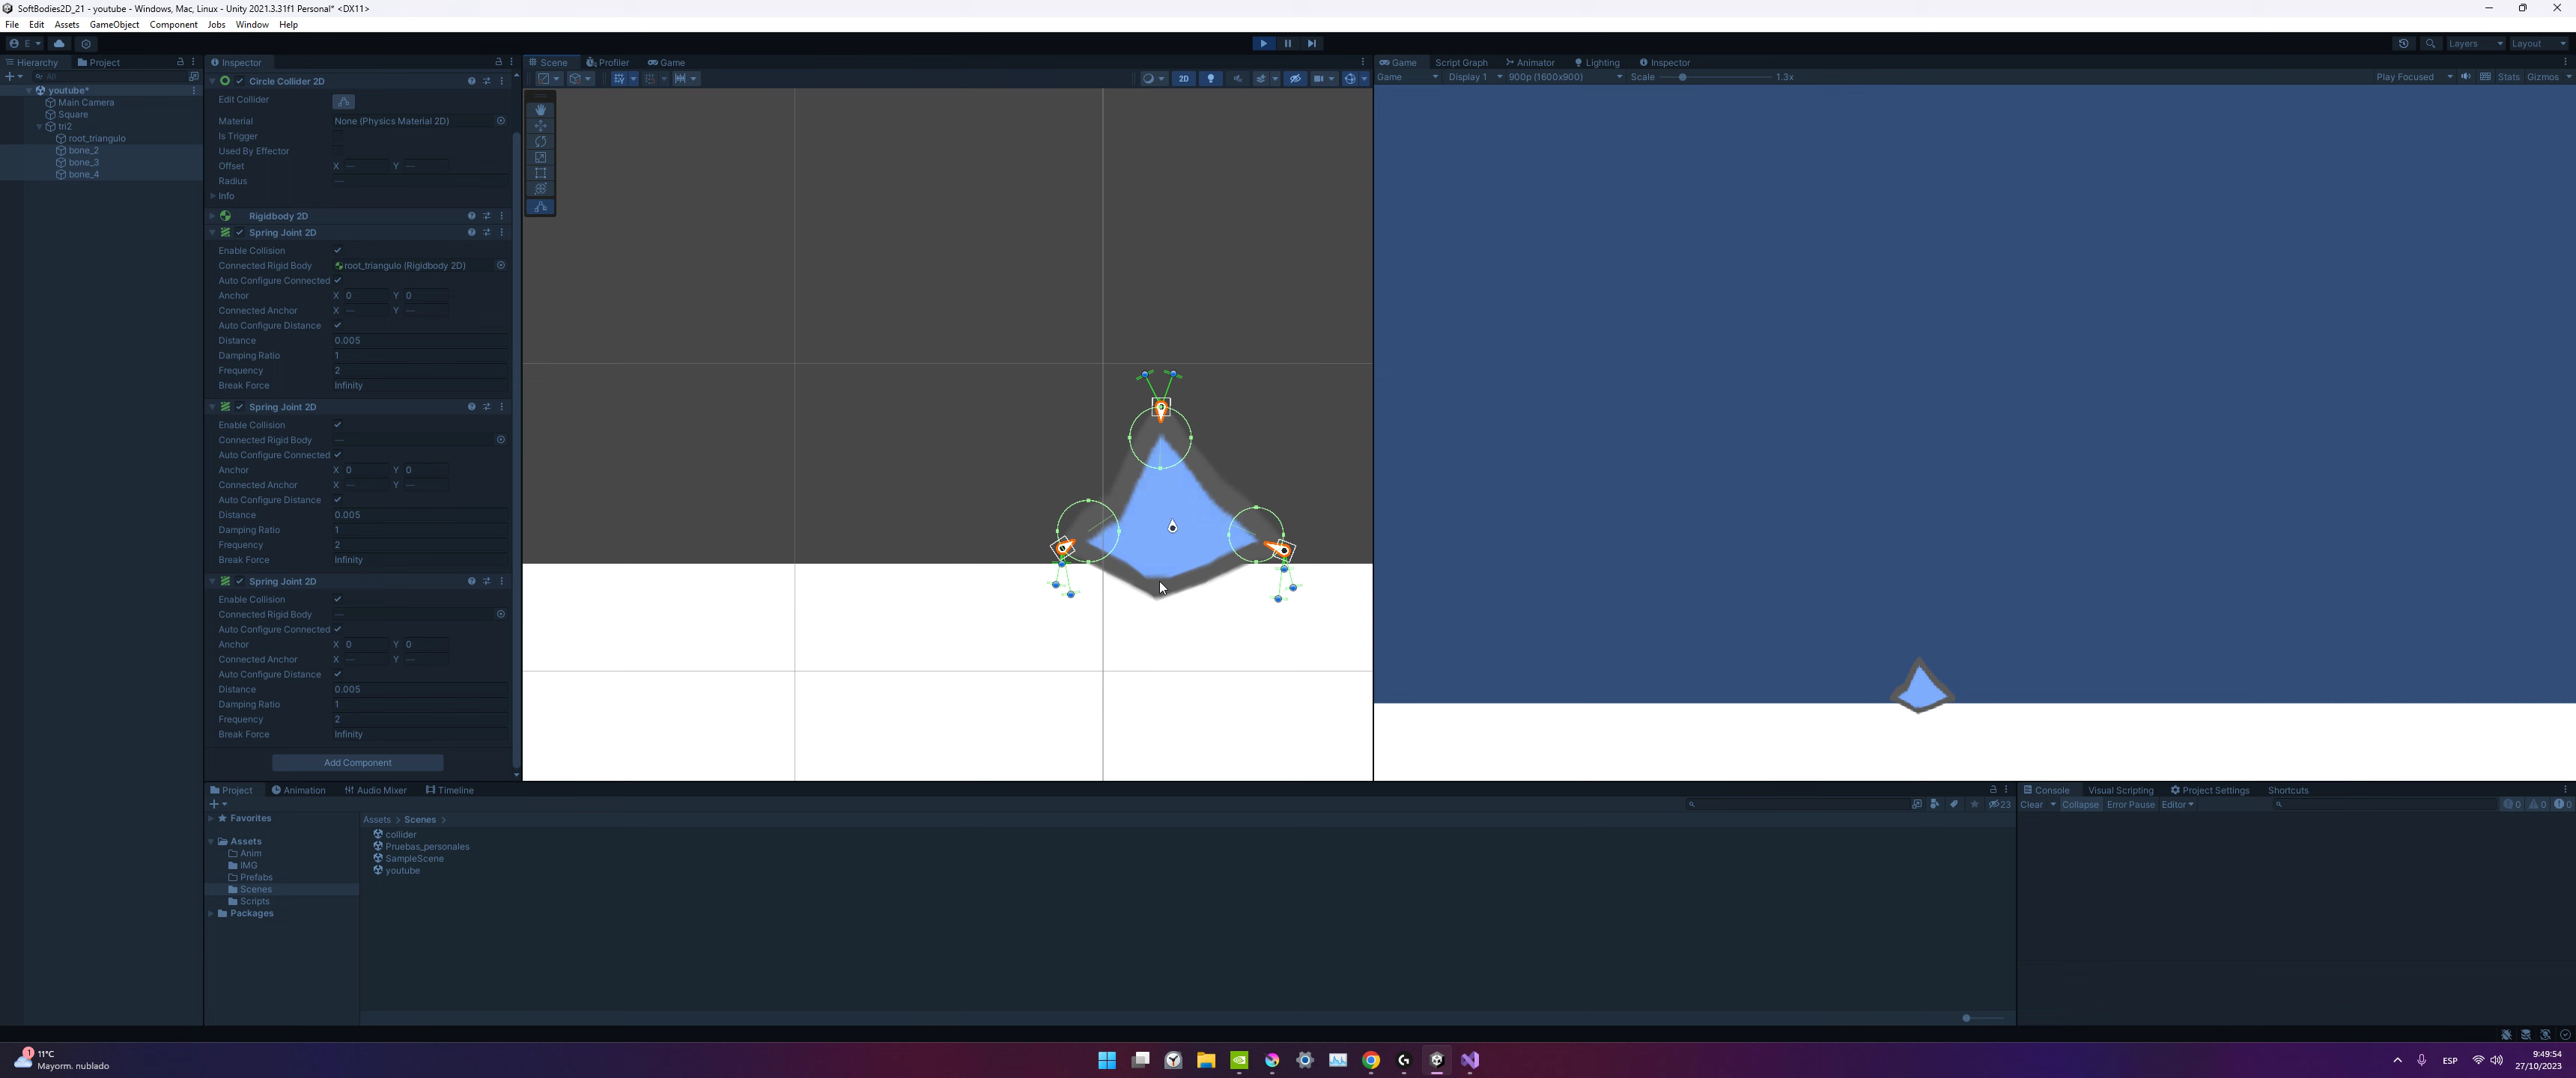 SoftBodies2D_21 - youtube - Windows, Mac, Linux - Unity 2021.3.31f1 Personal* <DX11>
File Edit Assets GameObject Component Jobs Window Help
E
Layers Layout
Hierarchy Project
All
youtube*
Main Camera
Square
tri2
root_triangulo
bone_2
bone_3
bone_4
Inspector
Circle Collider 2D
Edit Collider
Material None (Physics Material 2D)
Is Trigger
Used By Effector
Offset X — Y —
Radius —
Info
Rigidbody 2D
Spring Joint 2D
Enable Collision
Connected Rigid Body root_triangulo (Rigidbody 2D)
Auto Configure Connected
Anchor X 0 Y 0
Connected Anchor X — Y —
Auto Configure Distance
Distance 0.005
Damping Ratio 1
Frequency 2
Break Force Infinity
Spring Joint 2D
Enable Collision
Connected Rigid Body —
Auto Configure Connected
Anchor X 0 Y 0
Connected Anchor X — Y —
Auto Configure Distance
Distance 0.005
Damping Ratio 1
Frequency 2
Break Force Infinity
Spring Joint 2D
Enable Collision
Connected Rigid Body —
Auto Configure Connected
Anchor X 0 Y 0
Connected Anchor X — Y —
Auto Configure Distance
Distance 0.005
Damping Ratio 1
Frequency 2
Break Force Infinity
Add Component
Scene Profiler Game
2D
Game Script Graph Animator Lighting Inspector
Game Display 1 900p (1600x900) Scale 1.3x Play Focused Stats Gizmos
Project Animation Audio Mixer Timeline
23
Favorites
Assets
Anim
IMG
Prefabs
Scenes
Scripts
Packages
Assets > Scenes >
collider
Pruebas_personales
SampleScene
youtube
Console Visual Scripting Project Settings Shortcuts
Clear Collapse Error Pause Editor 0 0 0
1
11°C
Mayorm. nublado
ESP
9:49:54
27/10/2023